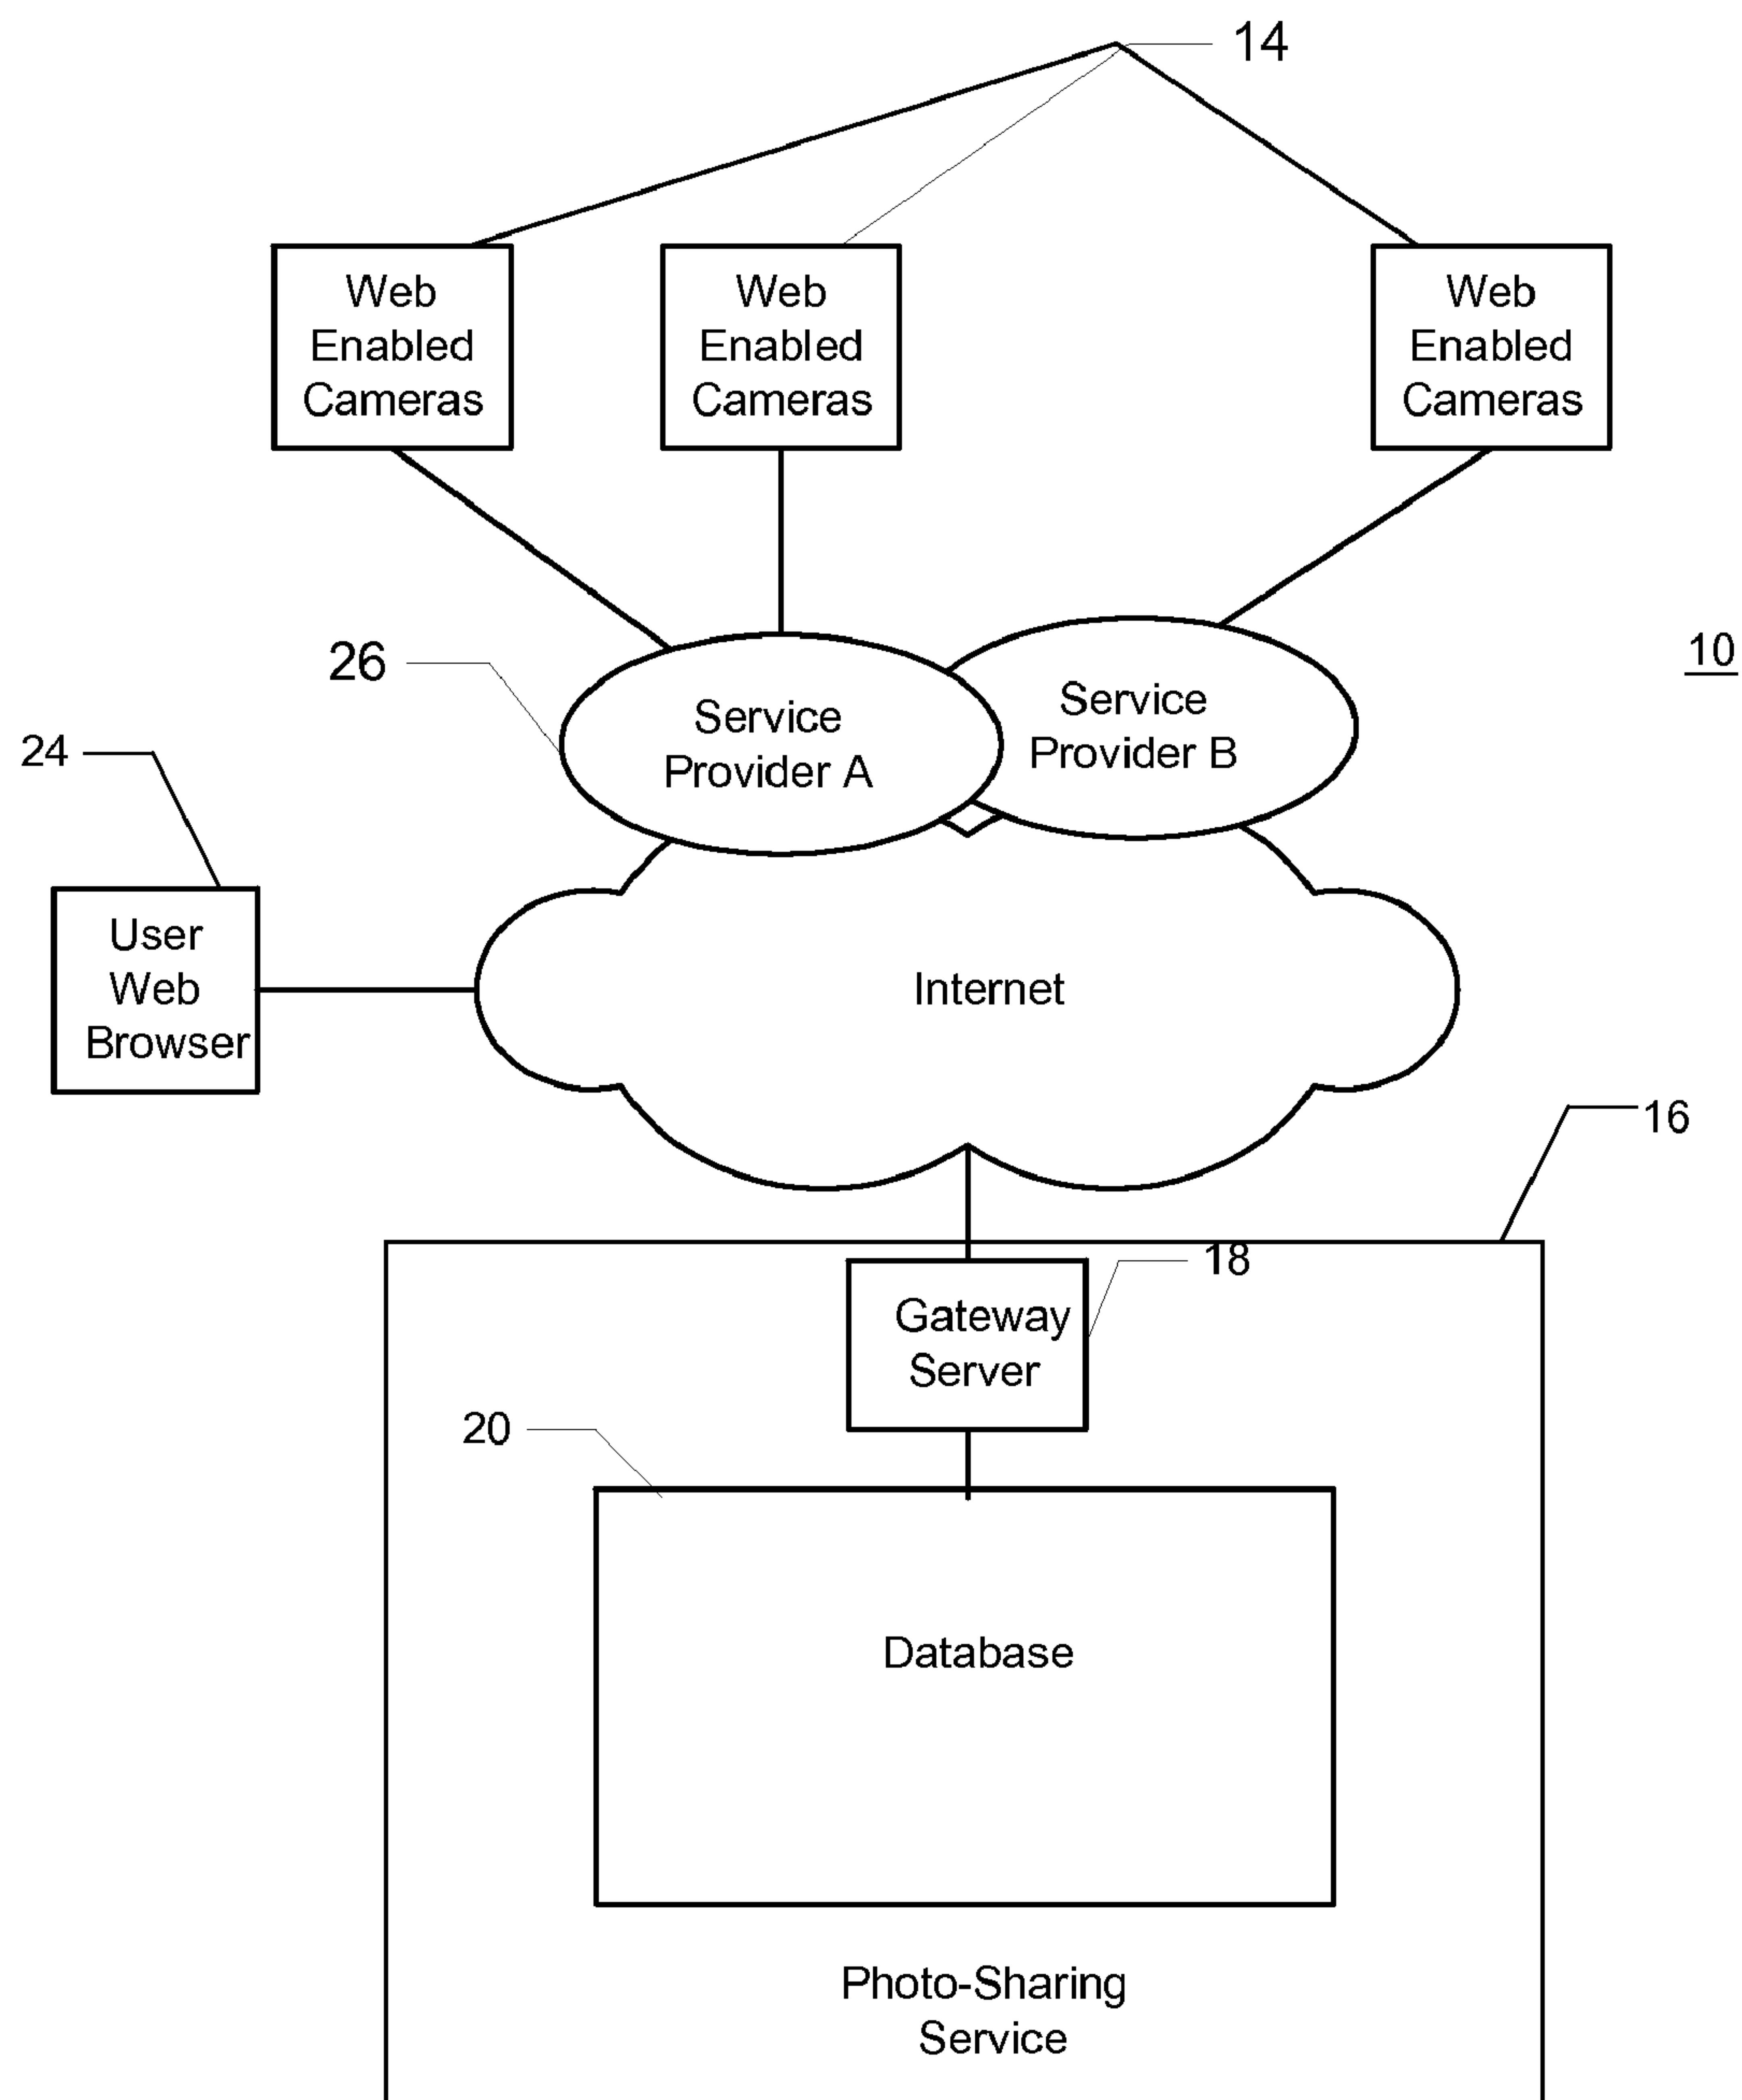 14
Web
Enabled
Cameras
Web
Enabled
Cameras
Web
Enabled
Cameras
26
10
Service
Provider A
Service
Provider B
24
User
Web
Browser
Internet
16
18
Gateway
Server
20
Database
Photo-Sharing
Service